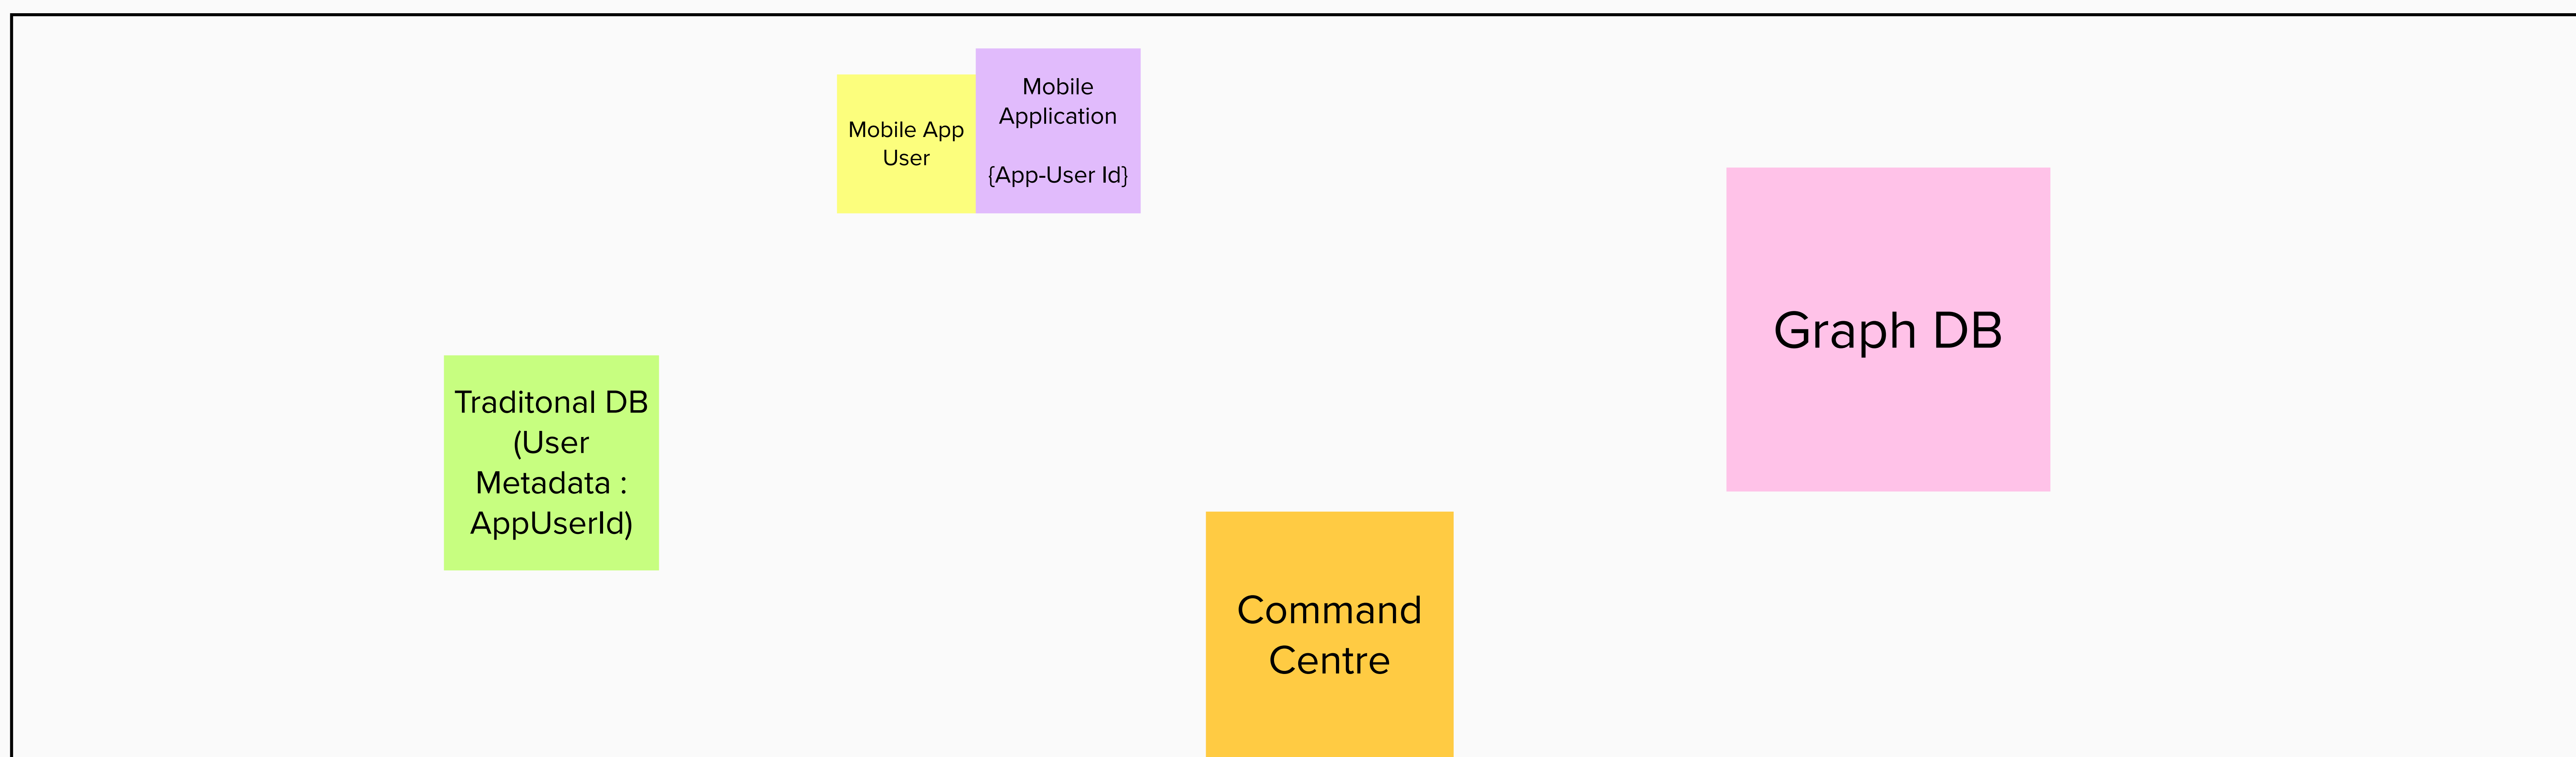 Mobile App
User
Mobile
Application
{App-User Id}
Graph DB
Traditonal DB
(User
Metadata :
AppUserId)
Command
Centre